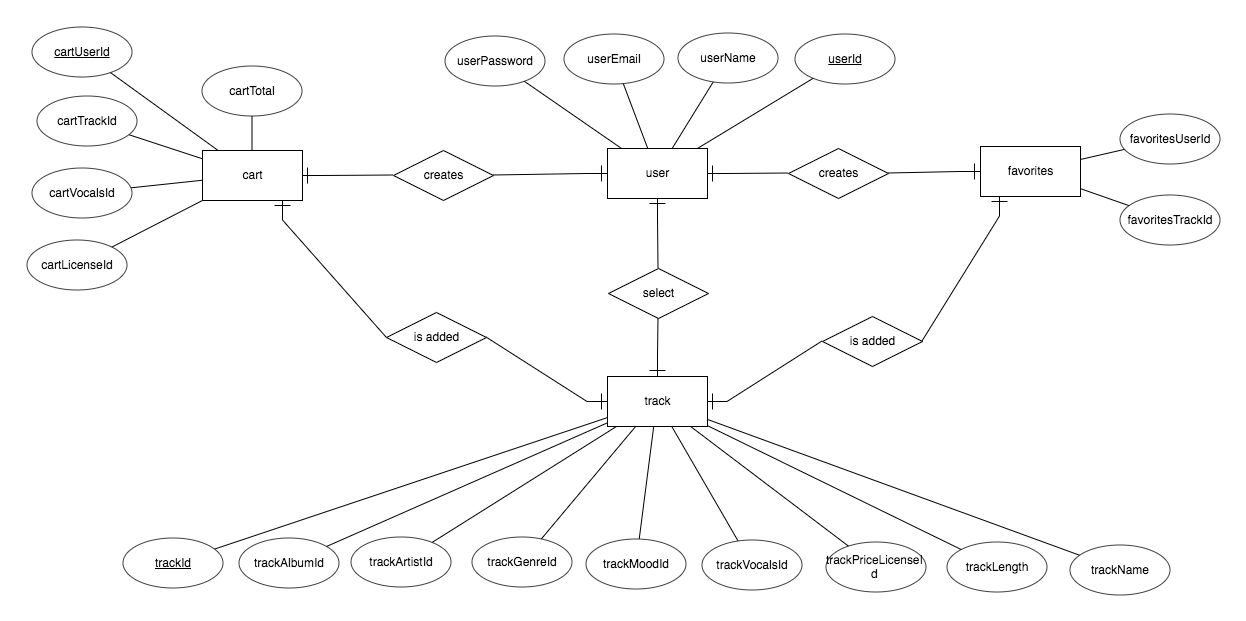 cartUserId
cartTotal
cartTrackId
cartVocalsId
cartLicenseId
cart
creates
userPassword
userEmail
userName
userId
user
creates
favorites
favoritesUserId
favoritesTrackId
select
is added
is added
track
trackId
trackAlbumId
trackArtistId
trackGenreId
trackMoodId
trackVocalsId
trackPriceLicenseI
d
trackLength
trackName